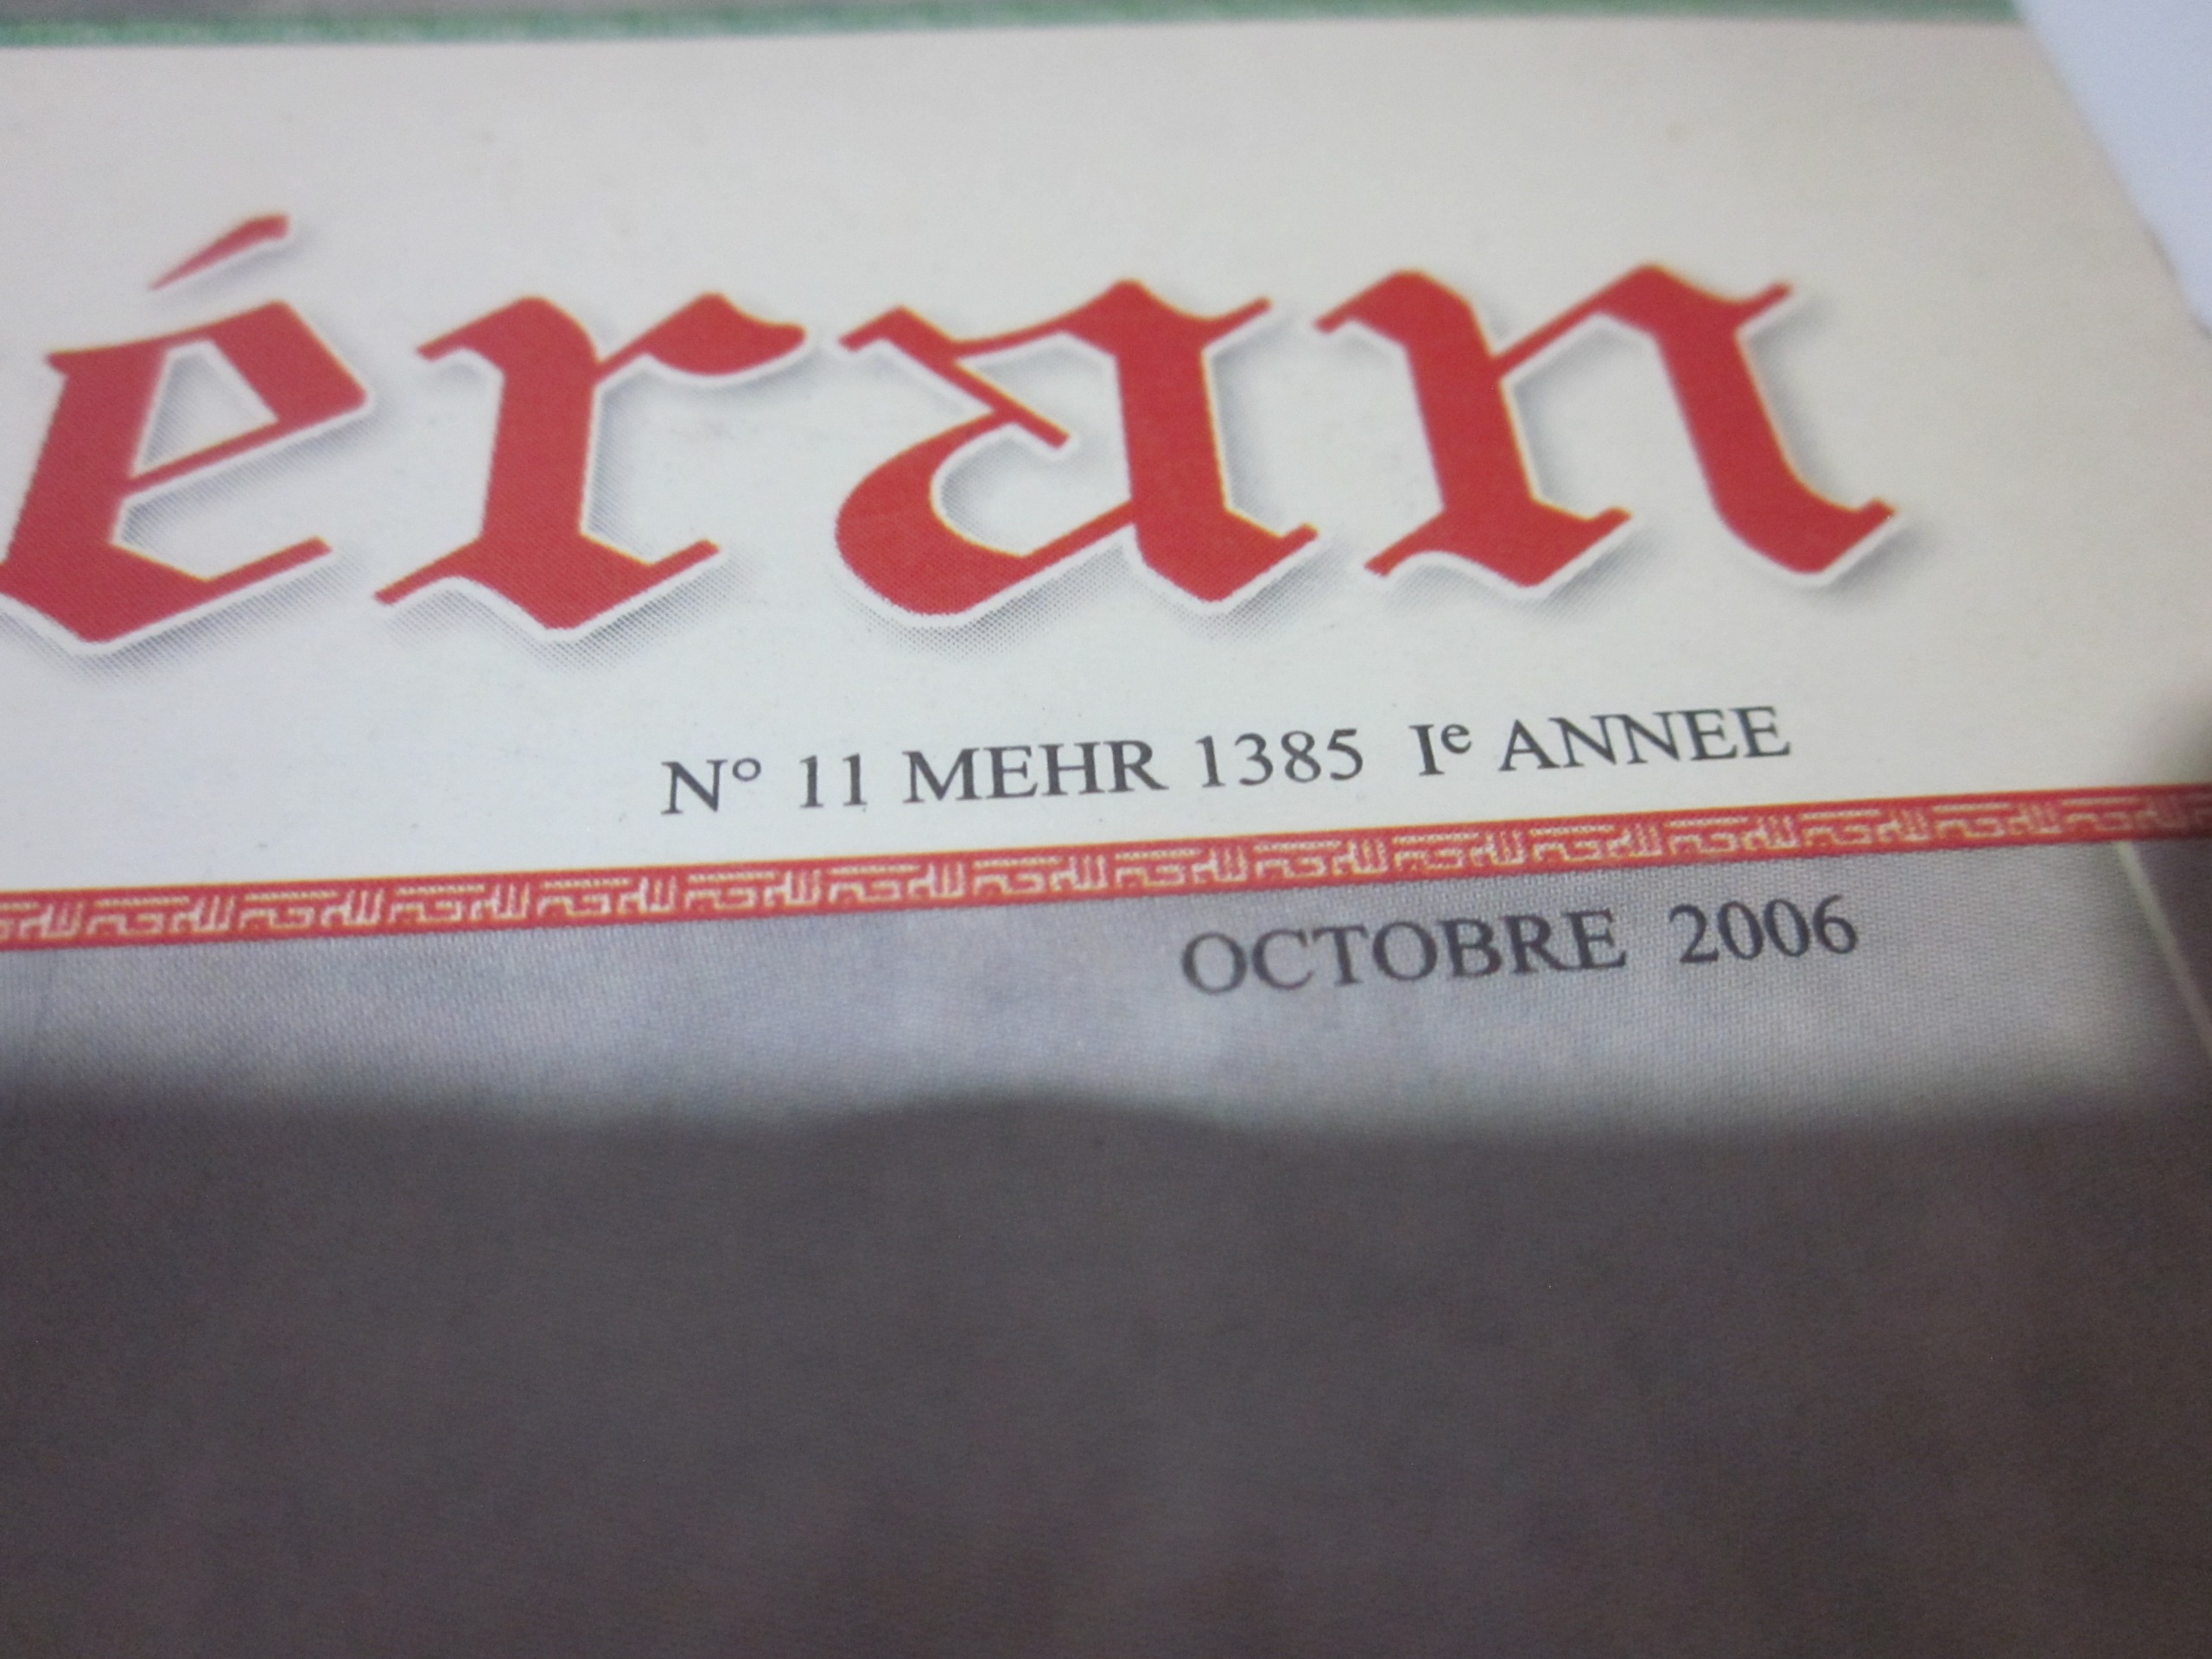 éran
N° 11 MEHR 1385 Ie ANNEE
OCTOBRE 2006